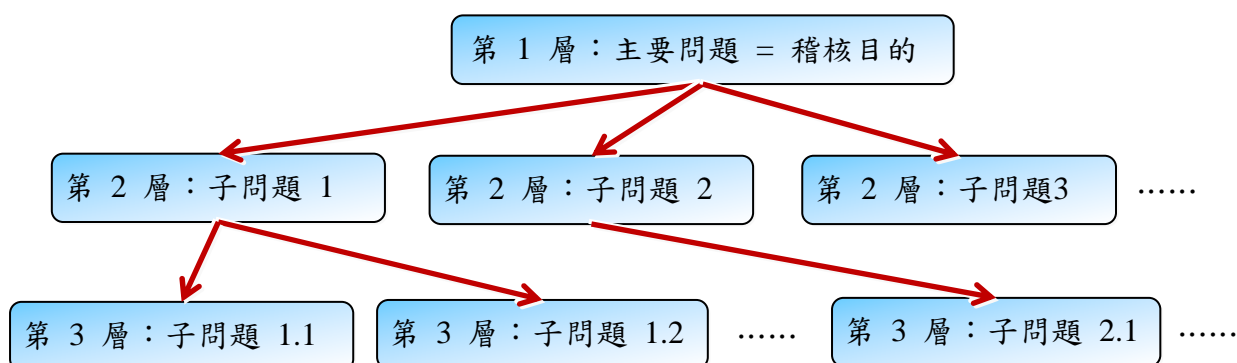 第 1 層：主要問題 = 稽核目的
第 2 層：子問題 1
第 2 層：子問題 2
第 2 層：子問題3
……
第 3 層：子問題 1.1
第 3 層：子問題 1.2
……
第 3 層：子問題 2.1
……